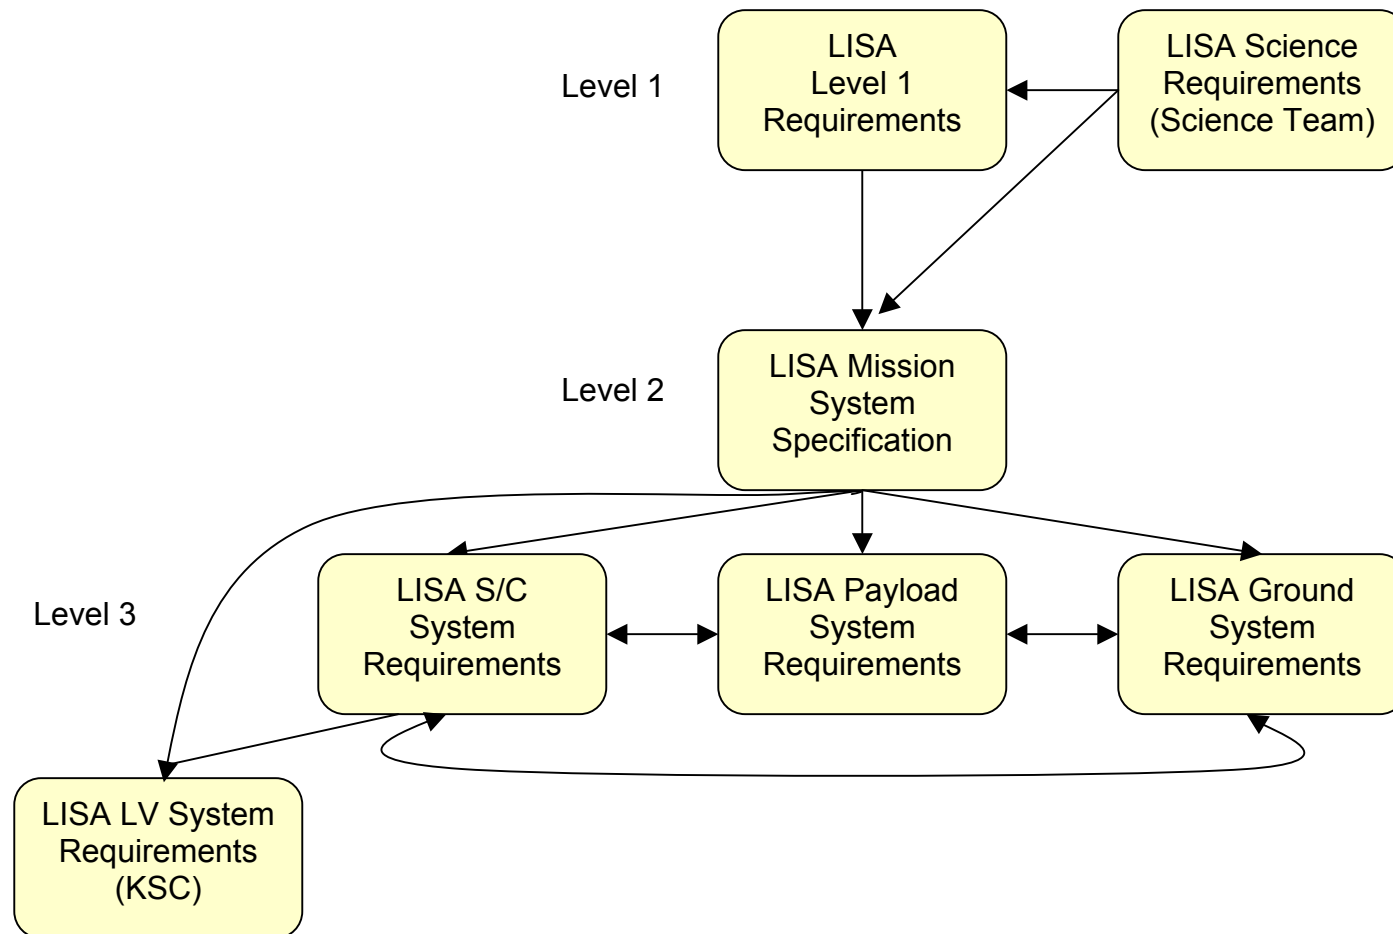 Level 1
LISA
Level 1
Requirements
LISA Science
Requirements
(Science Team)
Level 2
LISA Mission
System
Specification
Level 3
LISA S/C
System
Requirements
LISA Payload
System
Requirements
LISA Ground
System
Requirements
LISA LV System
Requirements
(KSC)